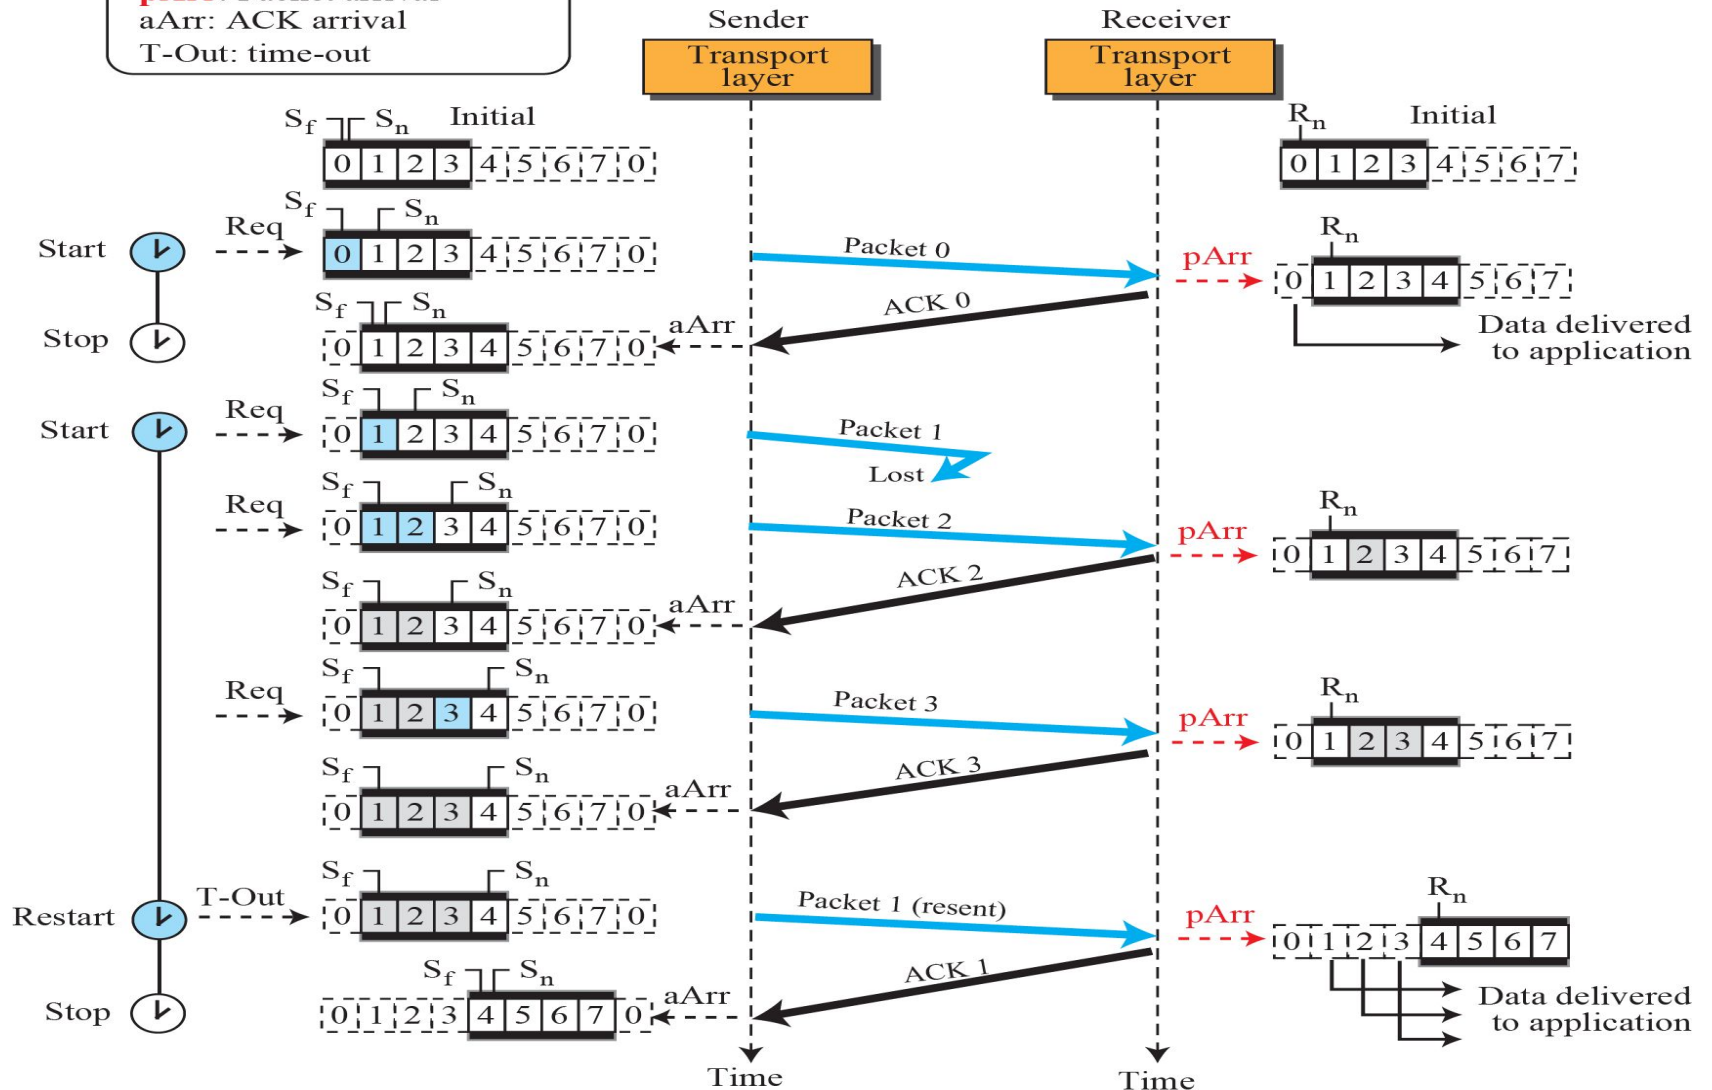 aArr: ACK arrival
T-Out: time-out
Sender
Receiver
Transport
layer
Transport
layer
Sf Sn Initial
0 1 2 3 4 5 6 7 0
Rn Initial
0 1 2 3 4 5 6 7
Start
Req
Sf Sn
0 1 2 3 4 5 6 7 0
Packet 0
pArr
Rn
0 1 2 3 4 5 6 7
Data delivered
to application
Stop
Sf Sn
0 1 2 3 4 5 6 7 0
aArr
ACK 0
Start
Req
Sf Sn
0 1 2 3 4 5 6 7 0
Packet 1
Lost
Req
Sf Sn
0 1 2 3 4 5 6 7 0
Packet 2
pArr
Rn
0 1 2 3 4 5 6 7
Sf Sn
0 1 2 3 4 5 6 7 0
aArr
ACK 2
Req
Sf Sn
0 1 2 3 4 5 6 7 0
Packet 3
pArr
Rn
0 1 2 3 4 5 6 7
Sf Sn
0 1 2 3 4 5 6 7 0
aArr
ACK 3
Restart
T-Out
Sf Sn
0 1 2 3 4 5 6 7 0
Packet 1 (resent)
pArr
Rn
0 1 2 3 4 5 6 7
Data delivered
to application
Stop
Sf Sn
0 1 2 3 4 5 6 7 0
aArr
ACK 1
Time
Time